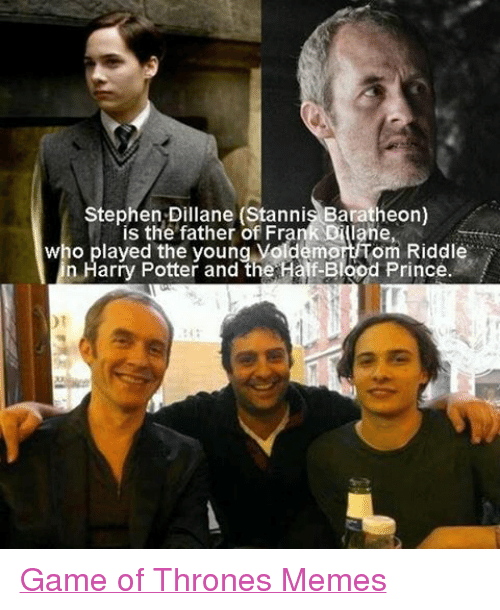 Stephen Dillane (Stannis Baratheon)
is the father of Frank Dillane,
who played the young Voldemort/Tom Riddle
in Harry Potter and the Half-Blood Prince.
Game of Thrones Memes